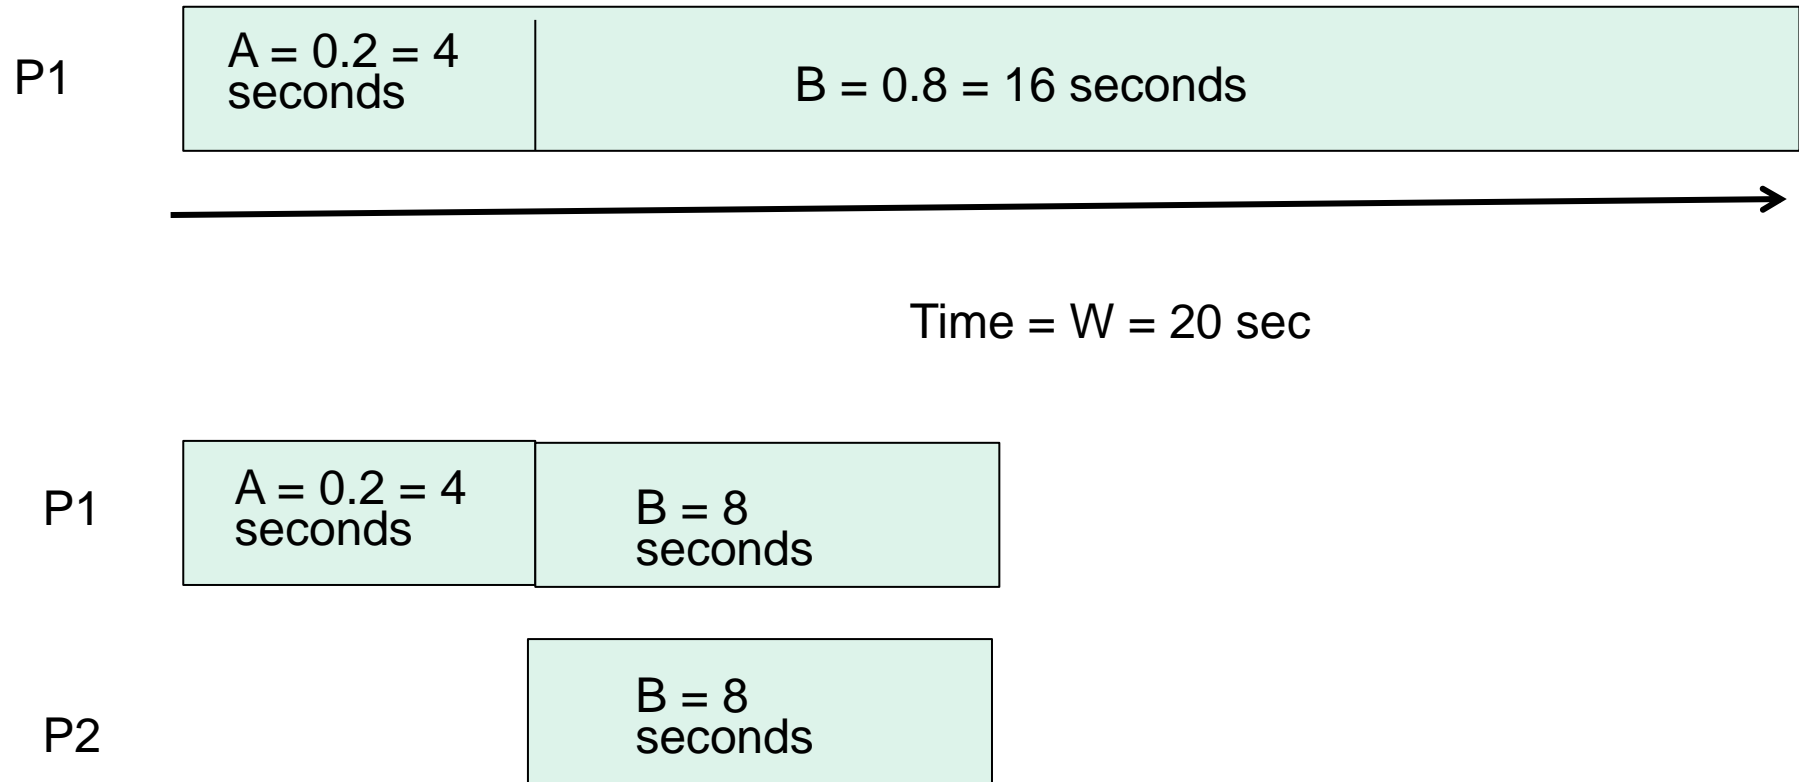 P1
A = 0.2 = 4
seconds
B = 0.8 = 16 seconds
Time = W = 20 sec
P1
A = 0.2 = 4
seconds
B = 8
seconds
P2
B = 8
seconds